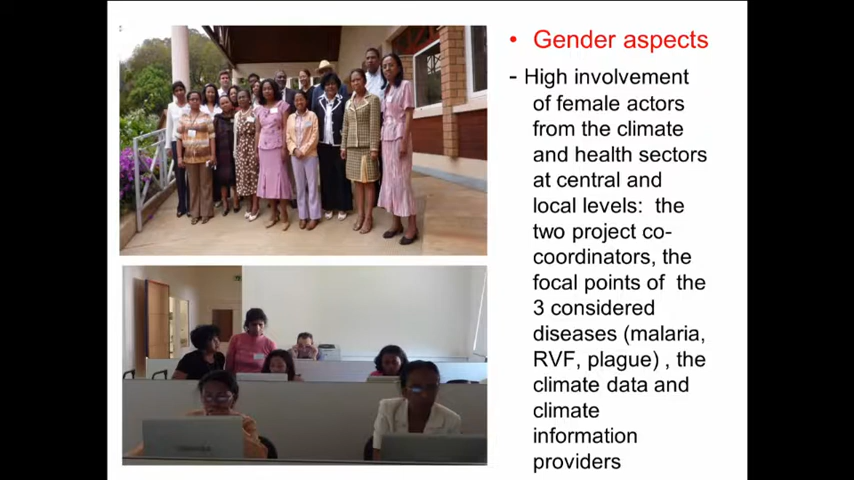 • Gender aspects
- High involvement
of female actors
from the climate
and health sectors
at central and
local levels: the
two project co-
coordinators, the
focal points of the
3 considered
diseases (malaria,
RVF, plague) , the
climate data and
climate
information
providers